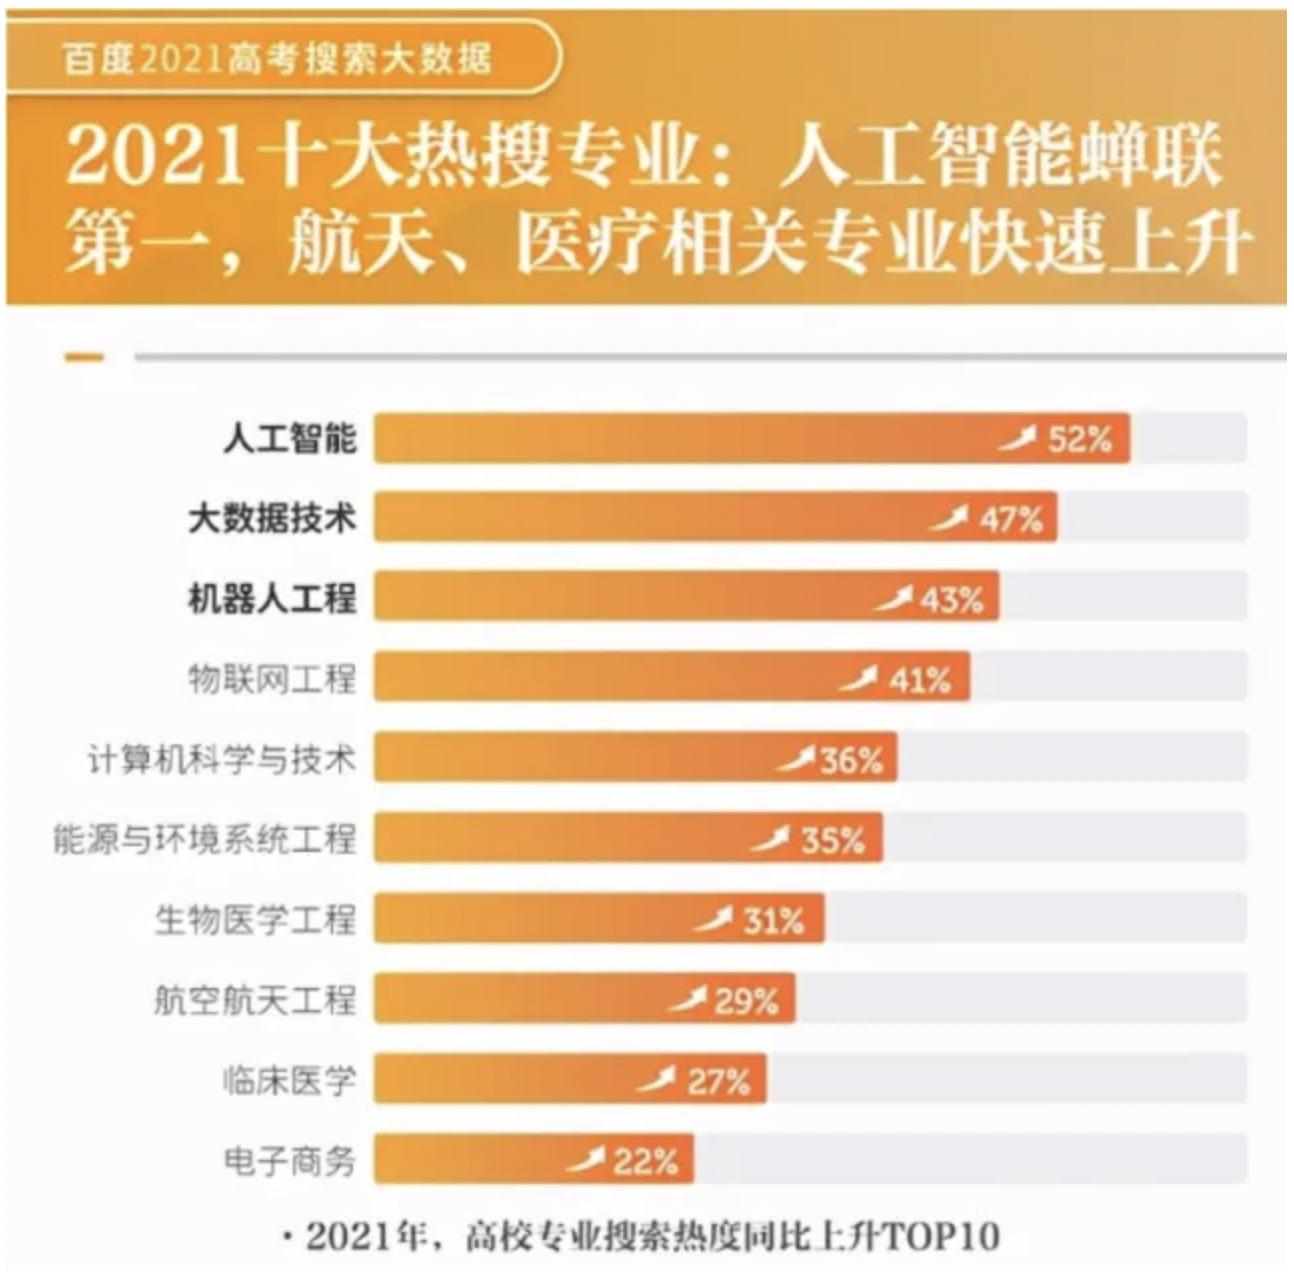 百度2021高考搜索大数据
2021十大热搜专业：人工智能蝉联
第一，航天、医疗相关专业快速上升
人工智能 52%
大数据技术 47%
机器人工程 43%
物联网工程 41%
计算机科学与技术 36%
能源与环境系统工程 35%
生物医学工程 31%
航空航天工程 29%
临床医学 27%
电子商务 22%
·2021年，高校专业搜索热度同比上升TOP10